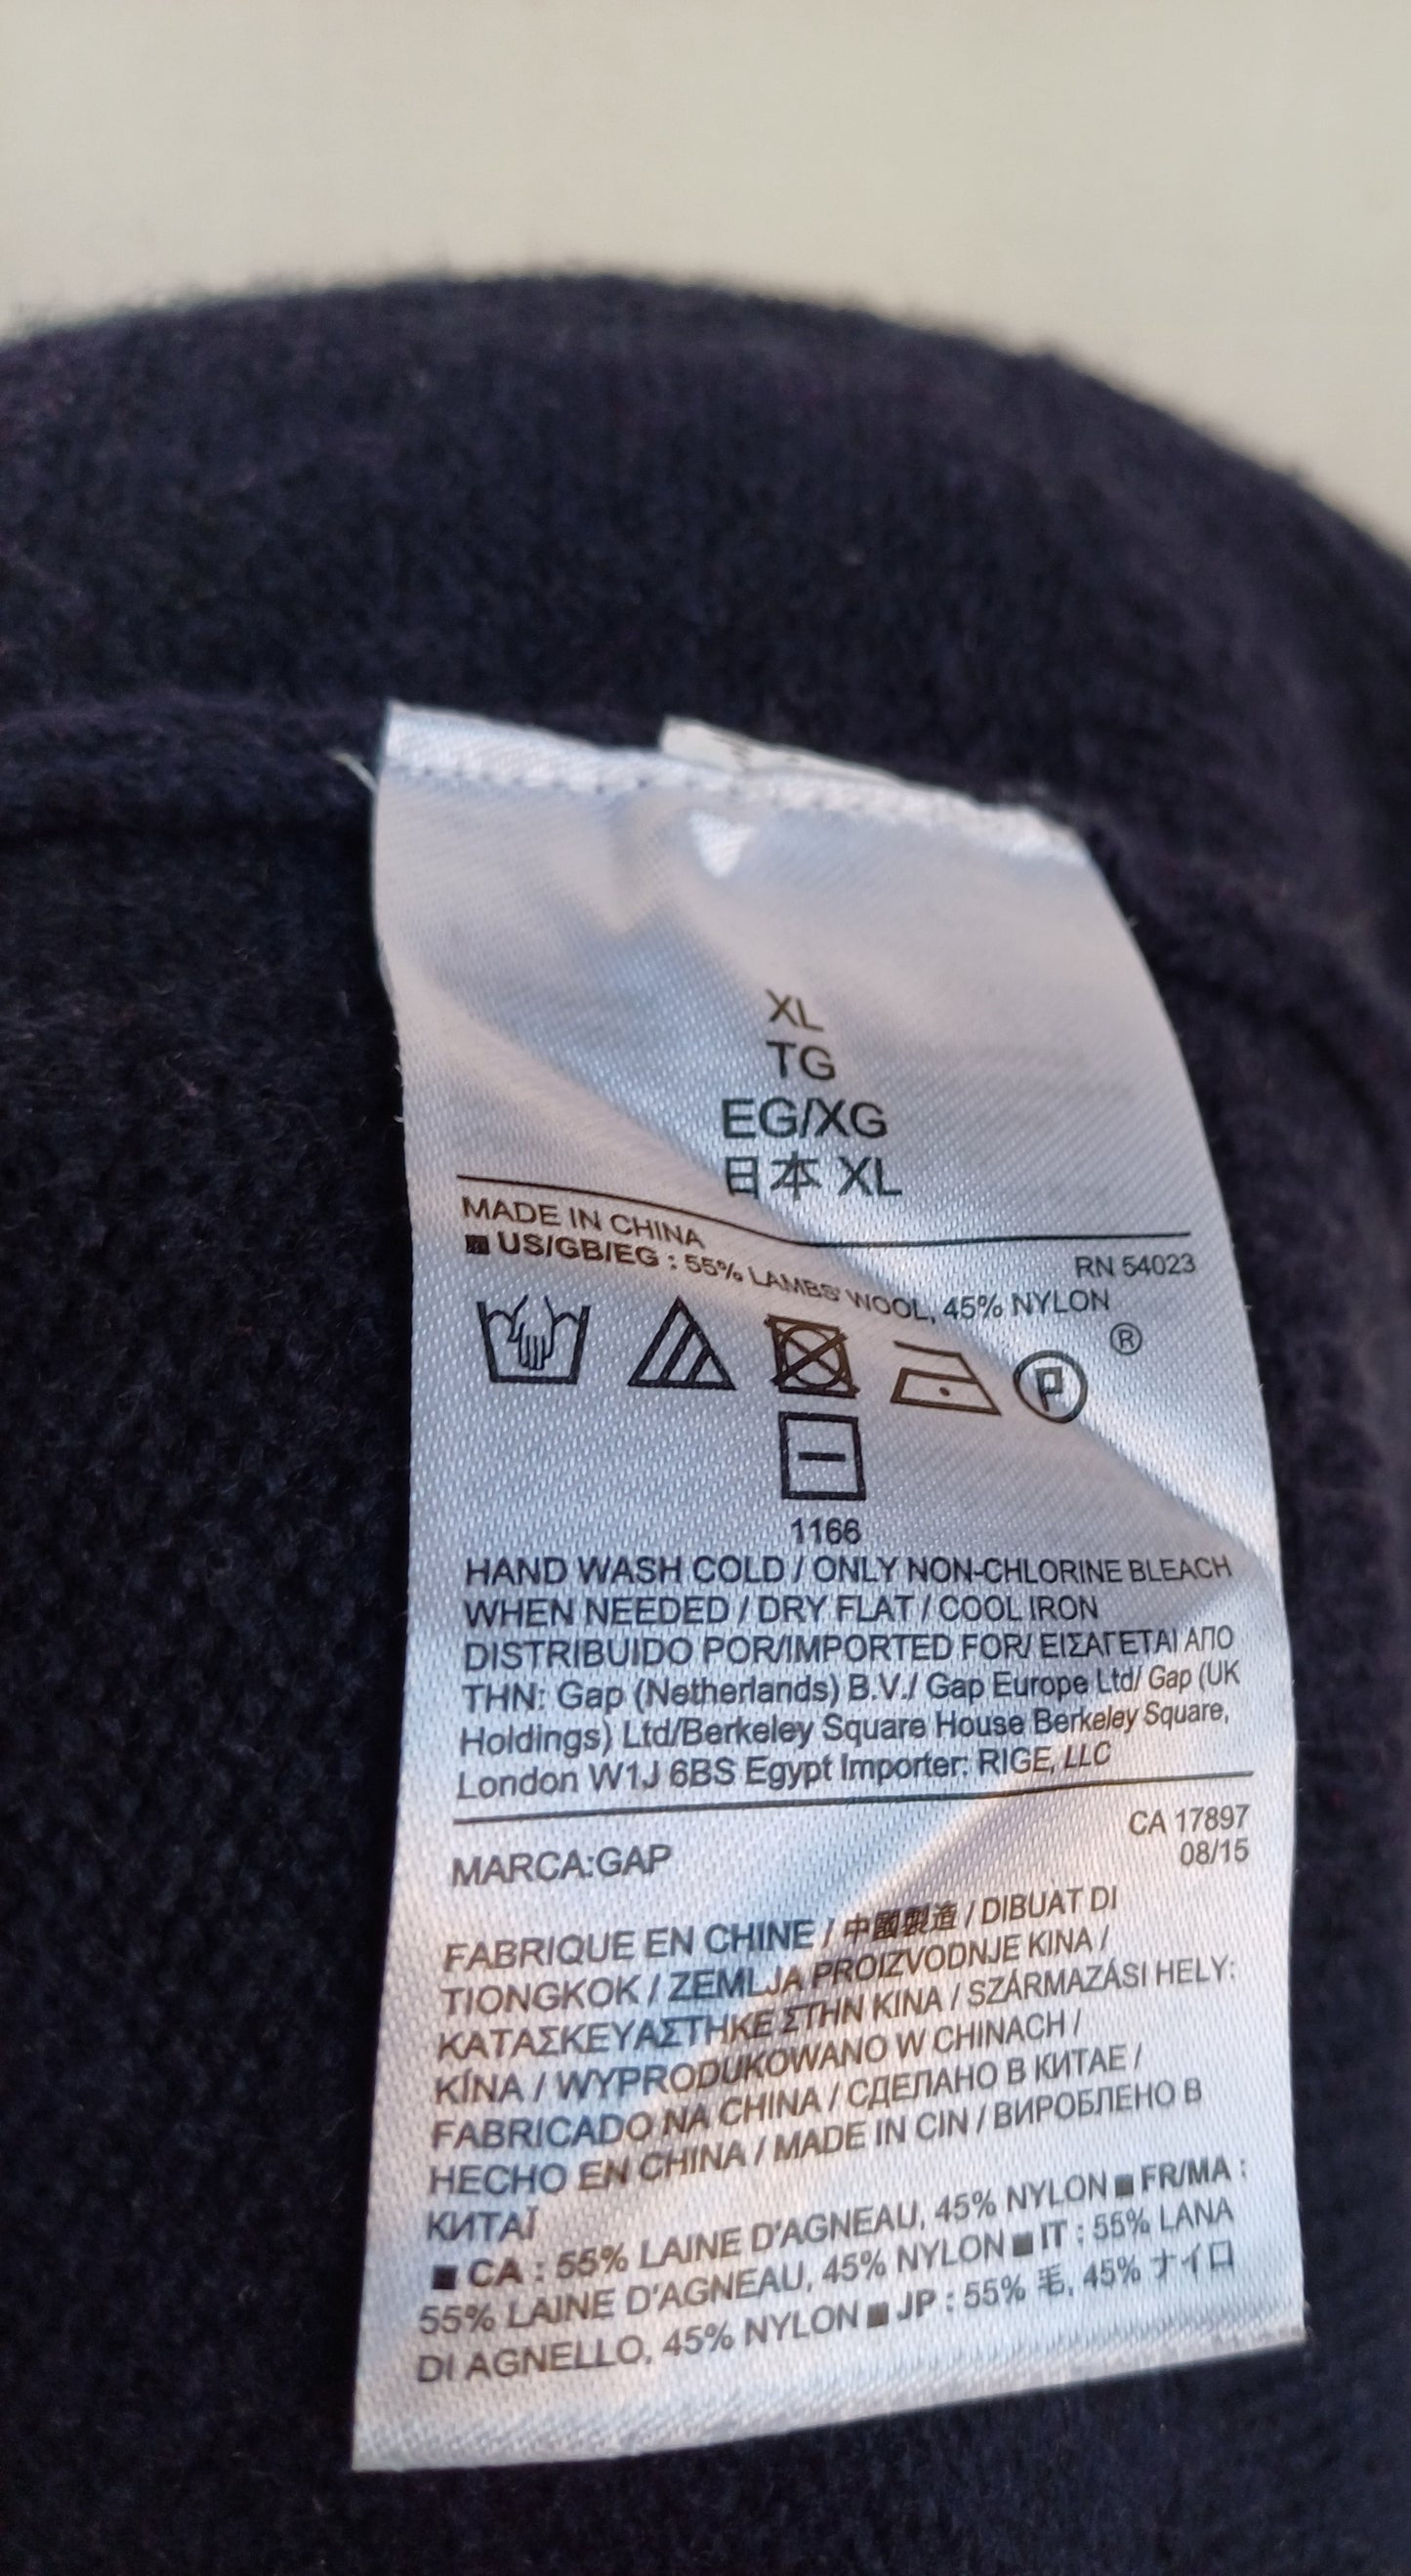 XL
TG
EG/XG
日本 XL
MADE IN CHINA
RN 54023
■ US/GB/EG : 55% LAMBS' WOOL, 45% NYLON
®
P
1166
HAND WASH COLD / ONLY NON-CHLORINE BLEACH
WHEN NEEDED / DRY FLAT / COOL IRON
DISTRIBUIDO POR/IMPORTED FOR/ ΕΙΣΑΓΕΤΑΙ ΑΠΟ
ΤΗΝ: Gap (Netherlands) B.V./ Gap Europe Ltd/ Gap (UK
Holdings) Ltd/Berkeley Square House Berkeley Square,
London W1J 6BS Egypt Importer: RIGE, LLC
CA 17897
08/15
MARCA:GAP
FABRIQUE EN CHINE / 中國製造 / DIBUAT DI
TIONGKOK / ZEMLJA PROIZVODNJE KINA /
ΚΑΤΑΣΚΕΥΑΣΤΗΚΕ ΣΤΗΝ ΚΙΝΑ / SZÁRMAZÁSI HELY:
KÍNA / WYPRODUKOWANO W CHINACH /
FABRICADO NA CHINA / СДЕЛАНО В КИТАЕ /
HECHO EN CHINA / MADE IN CIN / ВИРОБЛЕНО В
КИТАЇ
■ CA : 55% LAINE D'AGNEAU, 45% NYLON ■ FR/MA :
55% LAINE D'AGNEAU, 45% NYLON ■ IT : 55% LANA
DI AGNELLO, 45% NYLON ■ JP : 55% 毛, 45% ナイロ